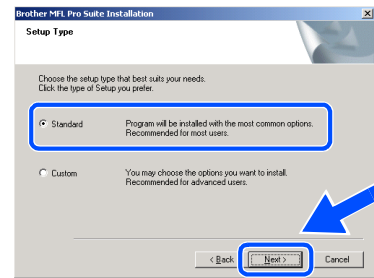 Brother MFL Pro Suite Installation
Setup Type
Choose the setup type that best suits your needs.
Click the type of Setup you prefer.
Standard Program will be installed with the most common options.
Recommended for most users.
Custom You may choose the options you want to install.
Recommended for advanced users.
< Back Next > Cancel